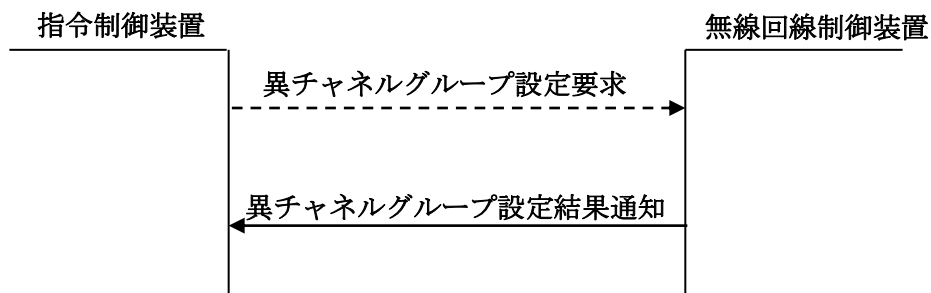 指令制御装置
無線回線制御装置
異チャネルグループ設定要求
異チャネルグループ設定結果通知